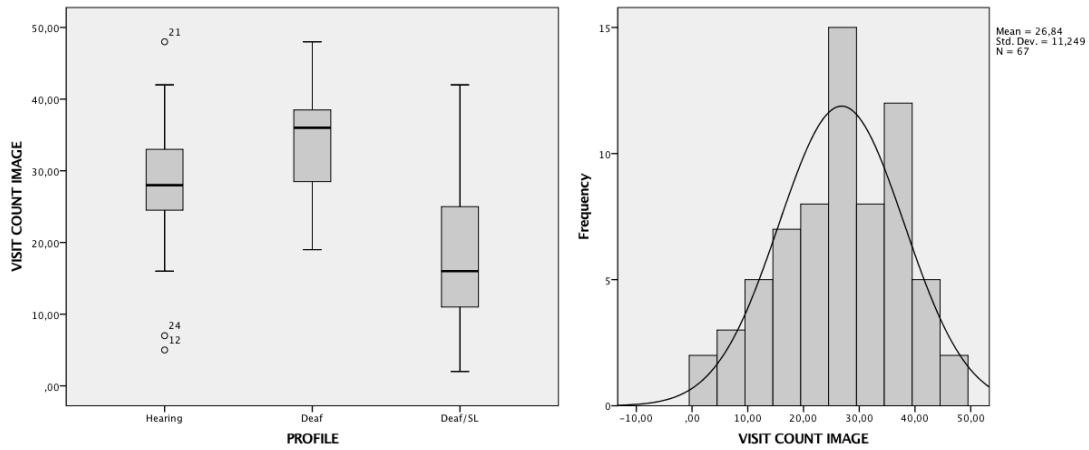 50,00
40,00
30,00
20,00
10,00
,00
VISIT COUNT IMAGE
21
24
12
Hearing
Deaf
Deaf/SL
PROFILE
15
10
5
0
Frequency
−10,00
,00
10,00
20,00
30,00
40,00
50,00
VISIT COUNT IMAGE
Mean = 26,84
Std. Dev. = 11,249
N = 67